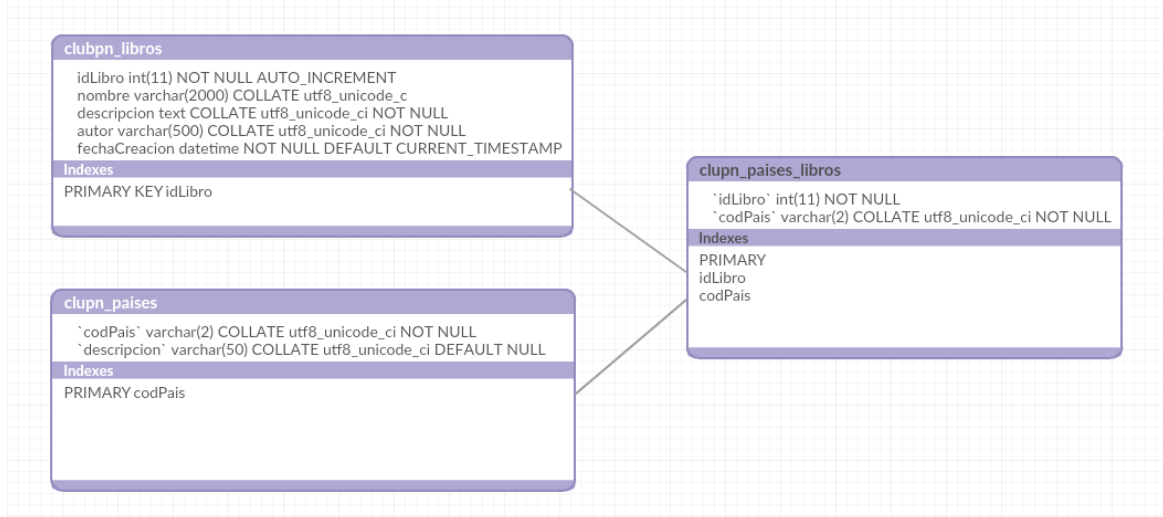 clubpn_libros
idLibro int(11) NOT NULL AUTO_INCREMENT
nombre varchar(2000) COLLATE utf8_unicode_c
descripcion text COLLATE utf8_unicode_ci NOT NULL
autor varchar(500) COLLATE utf8_unicode_ci NOT NULL
fechaCreacion datetime NOT NULL DEFAULT CURRENT_TIMESTAMP
Indexes
PRIMARY KEY idLibro
clupn_paises
`codPais` varchar(2) COLLATE utf8_unicode_ci NOT NULL
`descripcion` varchar(50) COLLATE utf8_unicode_ci DEFAULT NULL
Indexes
PRIMARY codPais
clupn_paises_libros
`idLibro` int(11) NOT NULL
`codPais` varchar(2) COLLATE utf8_unicode_ci NOT NULL
Indexes
PRIMARY
idLibro
codPais